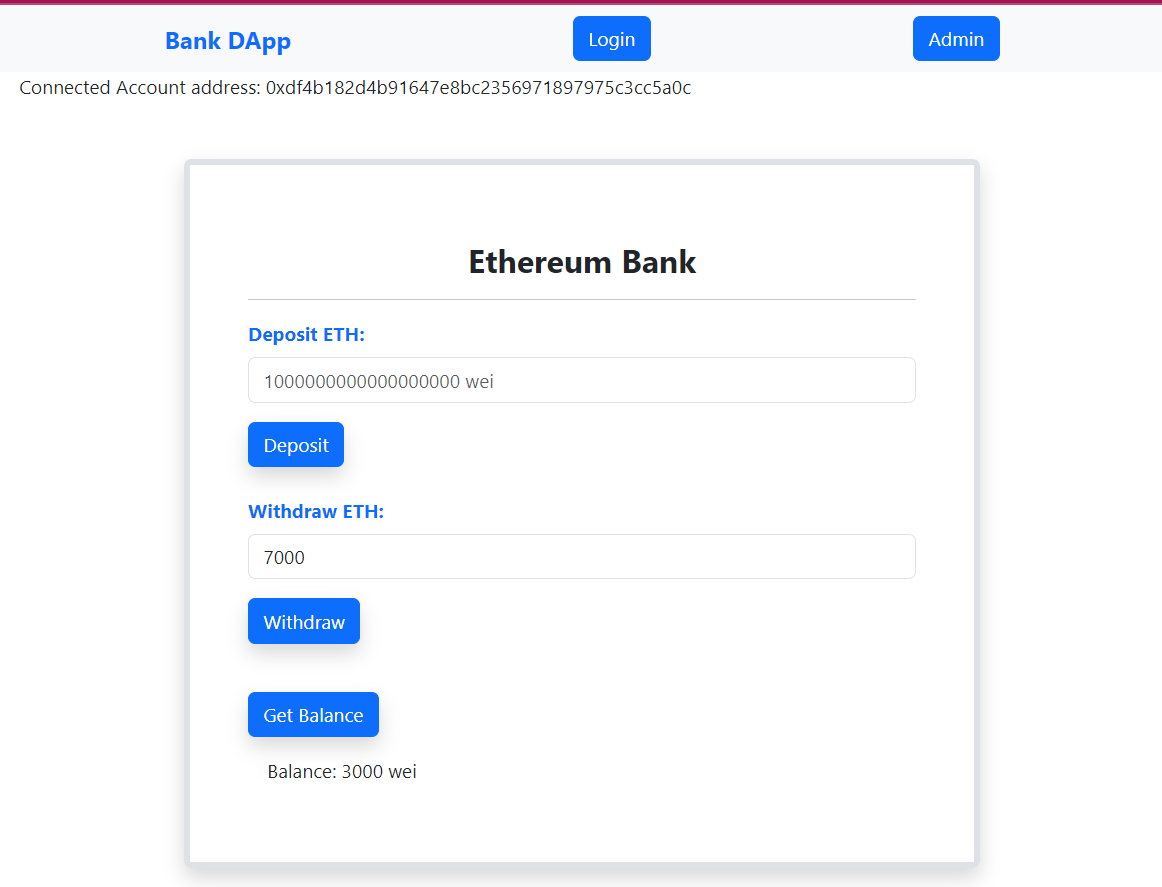 Bank DApp Login Admin
Connected Account address: 0xdf4b182d4b91647e8bc2356971897975c3cc5a0c
Ethereum Bank
Deposit ETH:
1000000000000000000 wei
Deposit
Withdraw ETH:
7000
Withdraw
Get Balance
Balance: 3000 wei